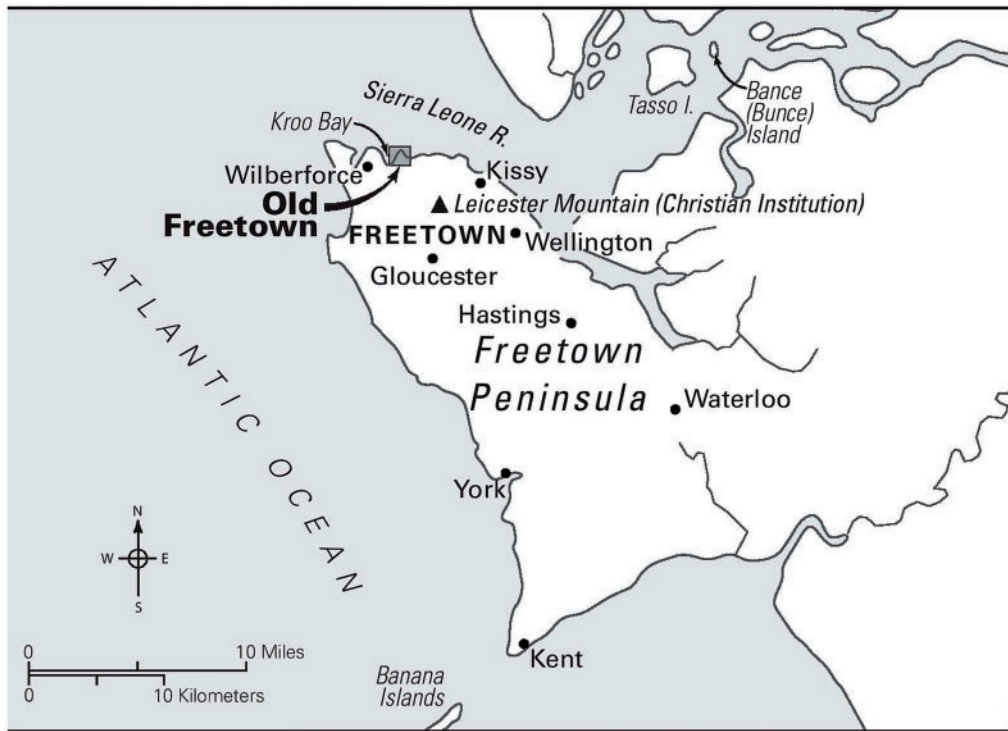 Bance
(Bunce)
Island
Tasso I.
Sierra Leone R.
Kroo Bay
Wilberforce
Kissy
Old
Freetown
Leicester Mountain (Christian Institution)
FREETOWN
Wellington
Gloucester
Hastings
Freetown
Peninsula
Waterloo
ATLANTIC OCEAN
York
N
W E
S
0 10 Miles
0 10 Kilometers
Kent
Banana
Islands